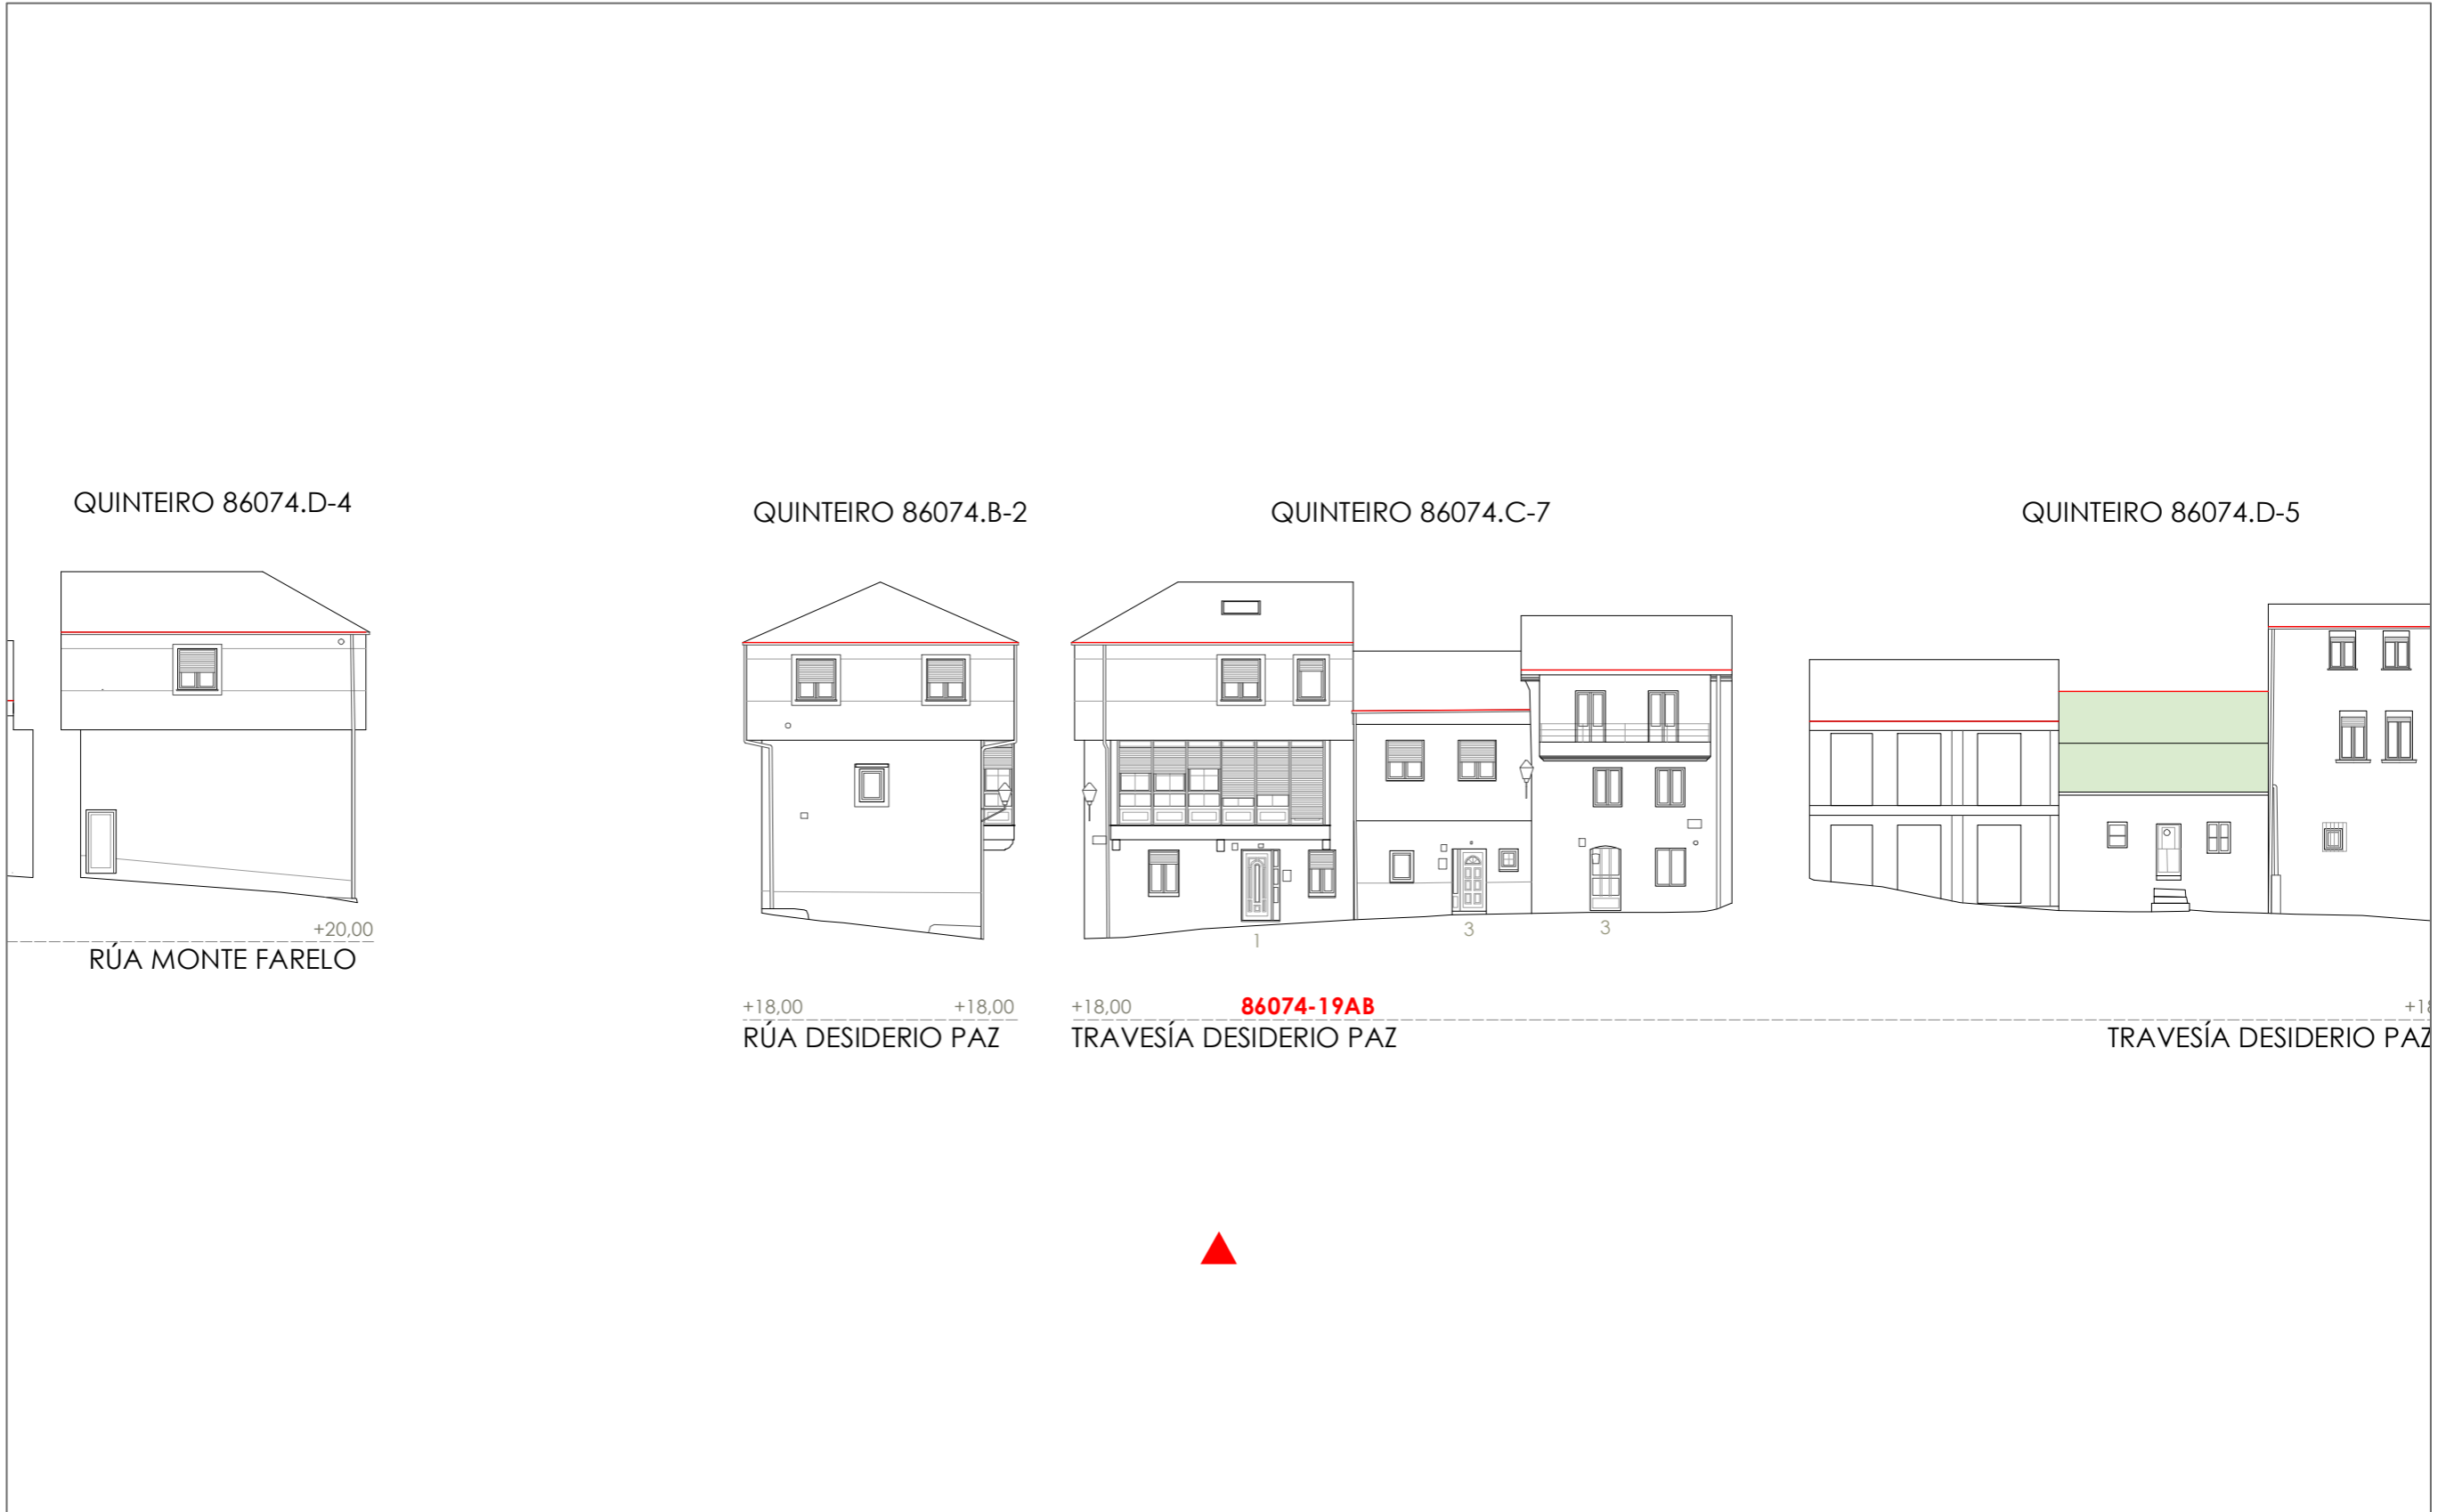 QUINTEIRO 86074.D-4
QUINTEIRO 86074.B-2
QUINTEIRO 86074.C-7
QUINTEIRO 86074.D-5
+20,00
RÚA MONTE FARELO
1
3
3
+18,00
+18,00
RÚA DESIDERIO PAZ
+18,00
86074-19AB
TRAVESÍA DESIDERIO PAZ
TRAVESÍA DESIDERIO PAZ